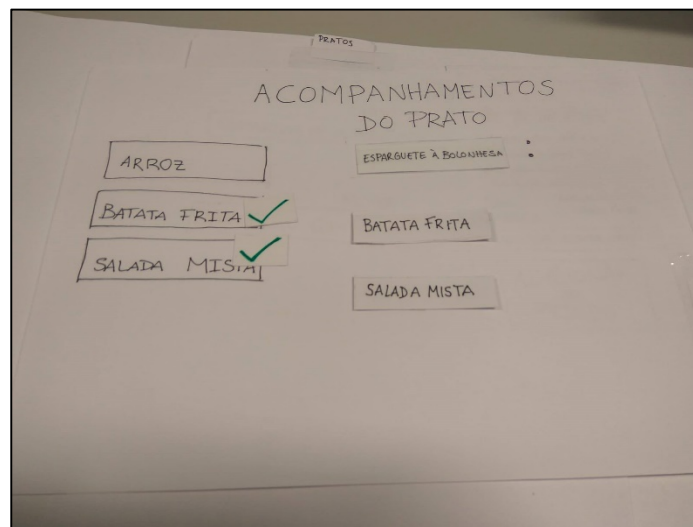 PRATOS
ACOMPANHAMENTOS
DO PRATO
ESPARGUETE À BOLONHESA :
ARROZ
BATATA FRITA
SALADA MISTA
BATATA FRITA
SALADA MISTA